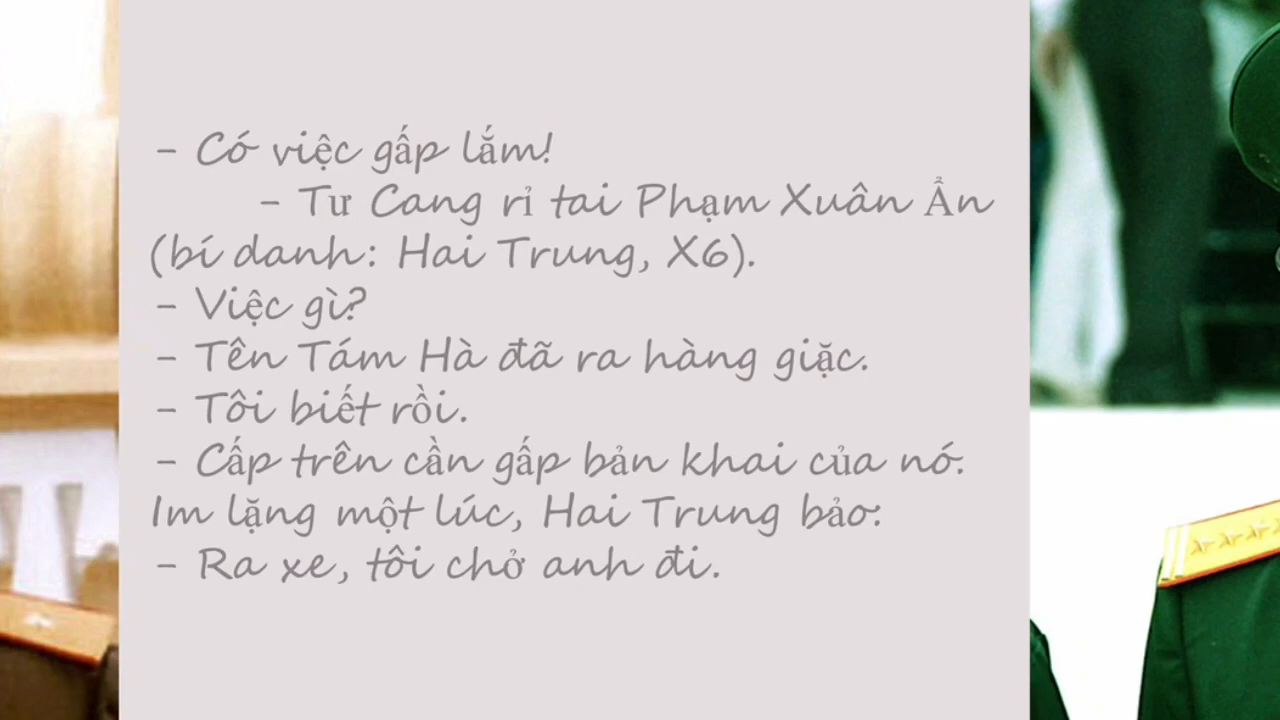 – Có việc gấp lắm!
– Tư Cang rỉ tai Phạm Xuân Ẩn
(bí danh: Hai Trung, X6).
– Việc gì?
– Tên Tám Hà đã ra hàng giặc.
– Tôi biết rồi.
– Cấp trên cần gấp bản khai của nó.
Im lặng một lúc, Hai Trung bảo:
– Ra xe, tôi chở anh đi.